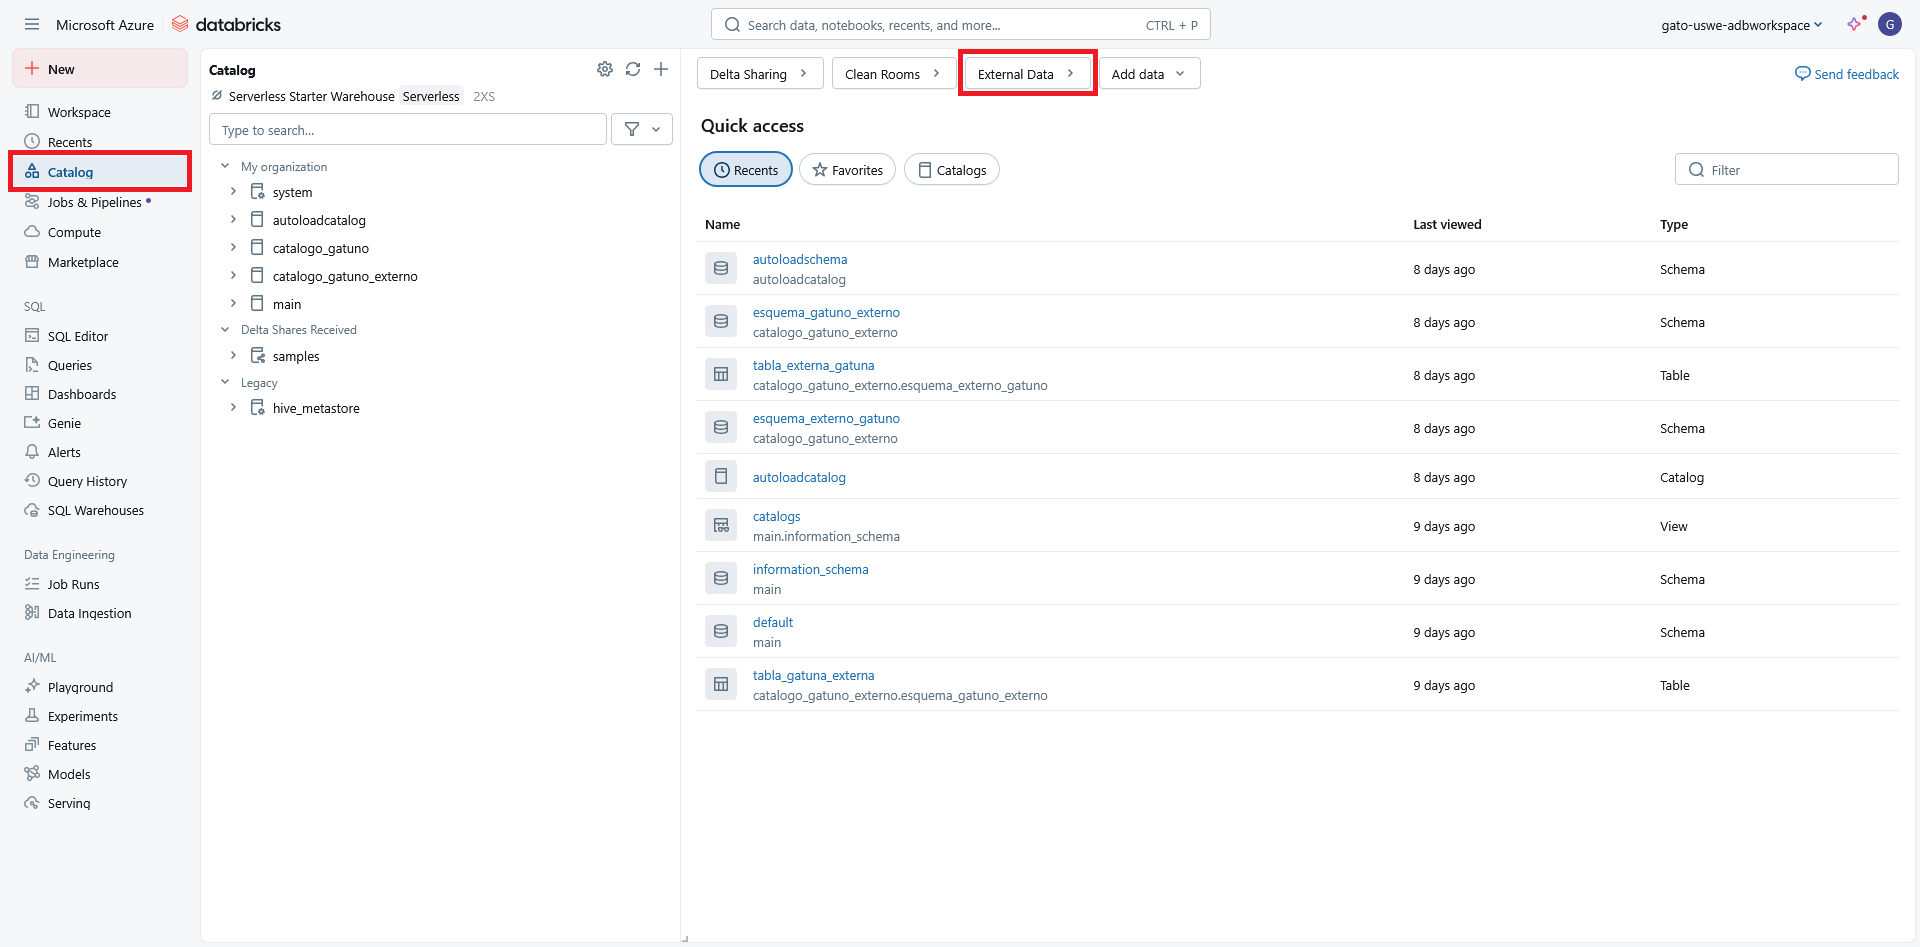 Microsoft Azure
databricks
Search data, notebooks, recents, and more...
CTRL + P
gato-uswe-adbworkspace
G
New
Workspace
Recents
Catalog
Jobs & Pipelines
Compute
Marketplace
SQL
SQL Editor
Queries
Dashboards
Genie
Alerts
Query History
SQL Warehouses
Data Engineering
Job Runs
Data Ingestion
AI/ML
Playground
Experiments
Features
Models
Serving
Catalog
Serverless Starter Warehouse Serverless 2XS
Type to search...
My organization
system
autoloadcatalog
catalogo_gatuno
catalogo_gatuno_externo
main
Delta Shares Received
samples
Legacy
hive_metastore
Delta Sharing
Clean Rooms
External Data
Add data
Send feedback
Quick access
Recents
Favorites
Catalogs
Filter
Name Last viewed Type
autoloadschema
autoloadcatalog
8 days ago Schema
esquema_gatuno_externo
catalogo_gatuno_externo
8 days ago Schema
tabla_externa_gatuna
catalogo_gatuno_externo.esquema_externo_gatuno
8 days ago Table
esquema_externo_gatuno
catalogo_gatuno_externo
8 days ago Schema
autoloadcatalog 8 days ago Catalog
catalogs
main.information_schema
9 days ago View
information_schema
main
9 days ago Schema
default
main
9 days ago Schema
tabla_gatuna_externa
catalogo_gatuno_externo.esquema_gatuno_externo
9 days ago Table